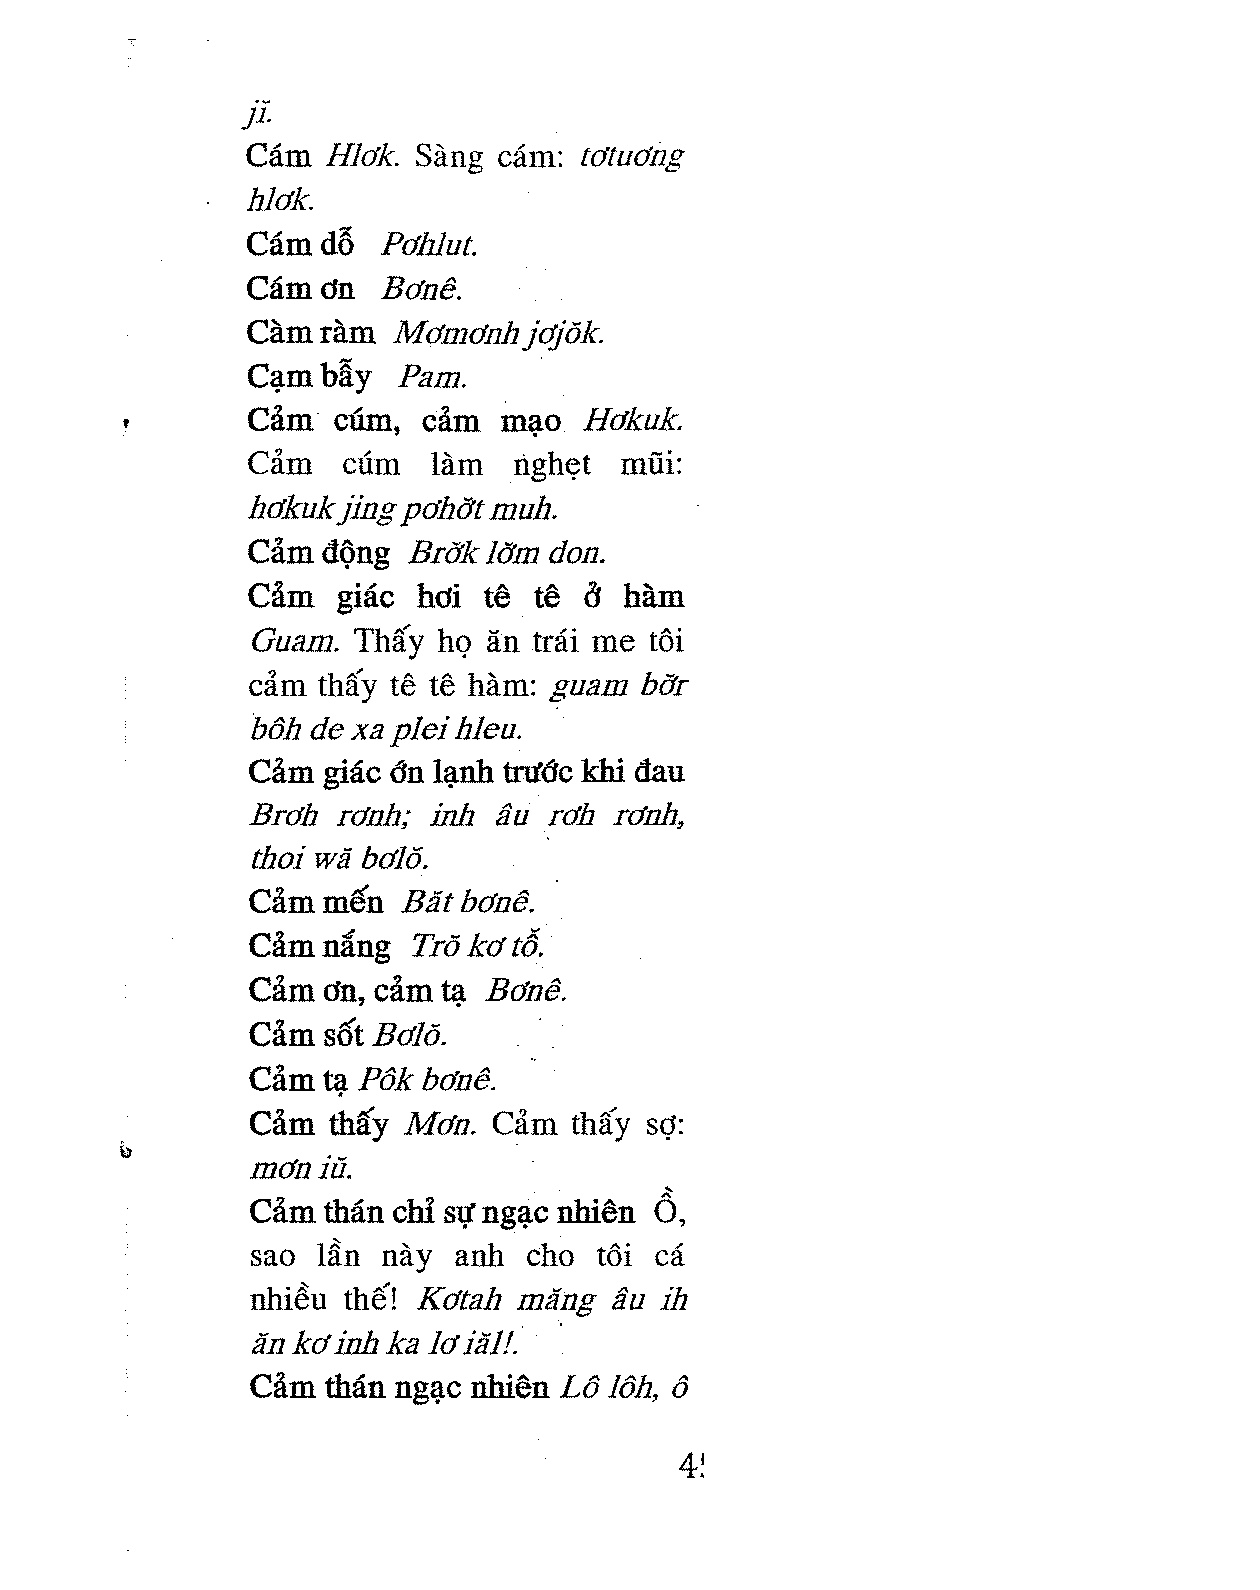 jĭ.
Cám Hlơk. Sàng cám: tơtuơng
hlơk.
Cám dỗ Pơhlut.
Cám ơn Bơnê.
Càm ràm Mơmơnh jơjŏk.
Cạm bẫy Pam.
Cảm cúm, cảm mạo Hơkuk.
Cảm cúm làm nghẹt mũi:
hơkuk jing pơhơ̆t muh.
Cảm động Brơ̆k lơ̆m don.
Cảm giác hơi tê tê ở hàm
Guam. Thấy họ ăn trái me tôi
cảm thấy tê tê hàm: guam bơ̆r
bôh de xa plei hleu.
Cảm giác ớn lạnh trước khi đau
Brơh rơnh; inh âu rơh rơnh,
thoi wă bơlŏ.
Cảm mến Băt bơnê.
Cảm nắng Trŏ kơ tô̆.
Cảm ơn, cảm tạ Bơnê.
Cảm sốt Bơlŏ.
Cảm tạ Pôk bơnê.
Cảm thấy Mơn. Cảm thấy sợ:
mơn iŭ.
Cảm thán chỉ sự ngạc nhiên Ồ,
sao lần này anh cho tôi cá
nhiều thế! Kơtah măng âu ih
ăn kơ inh ka lơ iăl!.
Cảm thán ngạc nhiên Lô lôh, ô